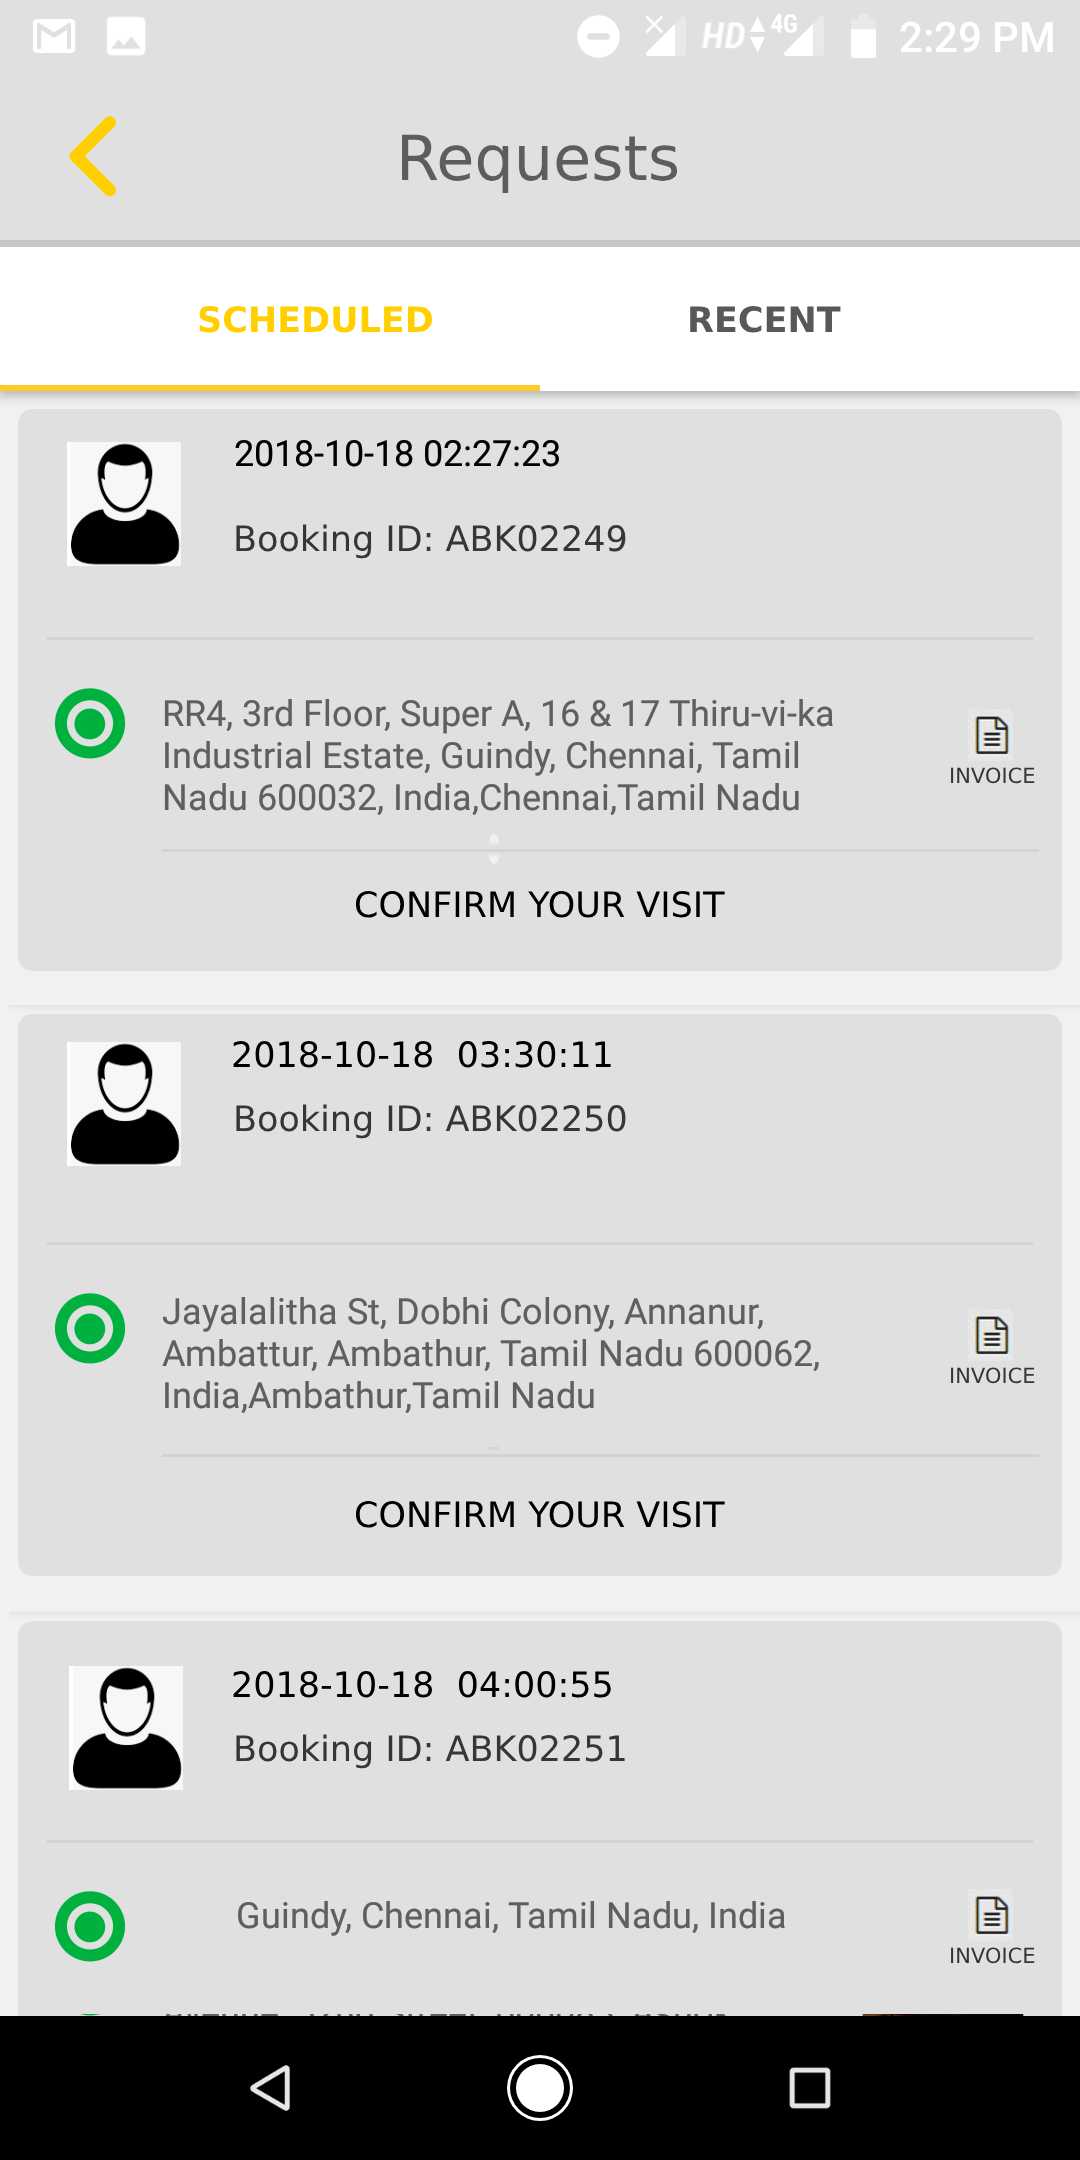 HD 4G 2:29 PM
Requests
SCHEDULED RECENT
2018-10-18 02:27:23
Booking ID: ABK02249
RR4, 3rd Floor, Super A, 16 & 17 Thiru-vi-ka
Industrial Estate, Guindy, Chennai, Tamil
Nadu 600032, India,Chennai,Tamil Nadu
INVOICE
CONFIRM YOUR VISIT
2018-10-18  03:30:11
Booking ID: ABK02250
Jayalalitha St, Dobhi Colony, Annanur,
Ambattur, Ambathur, Tamil Nadu 600062,
India,Ambathur,Tamil Nadu
INVOICE
CONFIRM YOUR VISIT
2018-10-18  04:00:55
Booking ID: ABK02251
Guindy, Chennai, Tamil Nadu, India
INVOICE